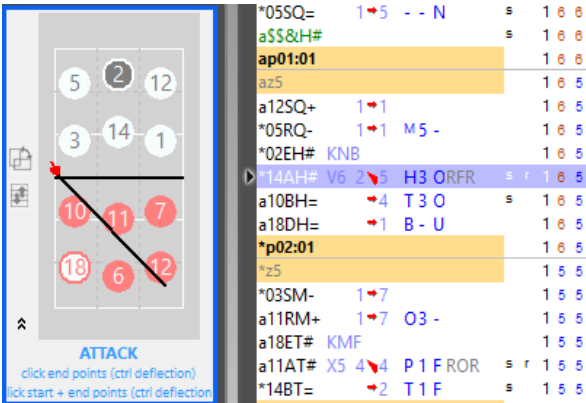 5 2 12
3 14 1
10 11 7
18 6 12
ATTACK
click end points (ctrl deflection)
lick start + end points (ctrl deflection
*05SQ= 1 5 - - N s 1 6 6
a$$&H# s 1 6 6
ap01:01 1 6 6
az5 1 6 5
a12SQ+ 1 1 1 6 5
*05RQ- 1 1 M 5 - 1 6 5
*02EH# KNB 1 6 5
*14AH# V6 2 5 H3 O RFR s r 1 6 5
a10BH= 4 T 3 O s 1 6 5
a18DH= 1 B - U 1 6 5
*p02:01 1 6 5
*z5 1 5 5
*03SM- 1 7 1 5 5
a11RM+ 1 7 O3 - 1 5 5
a18ET# KMF 1 5 5
a11AT# X5 4 4 P 1 F ROR s r 1 5 5
*14BT= 2 T 1 F s 1 5 5